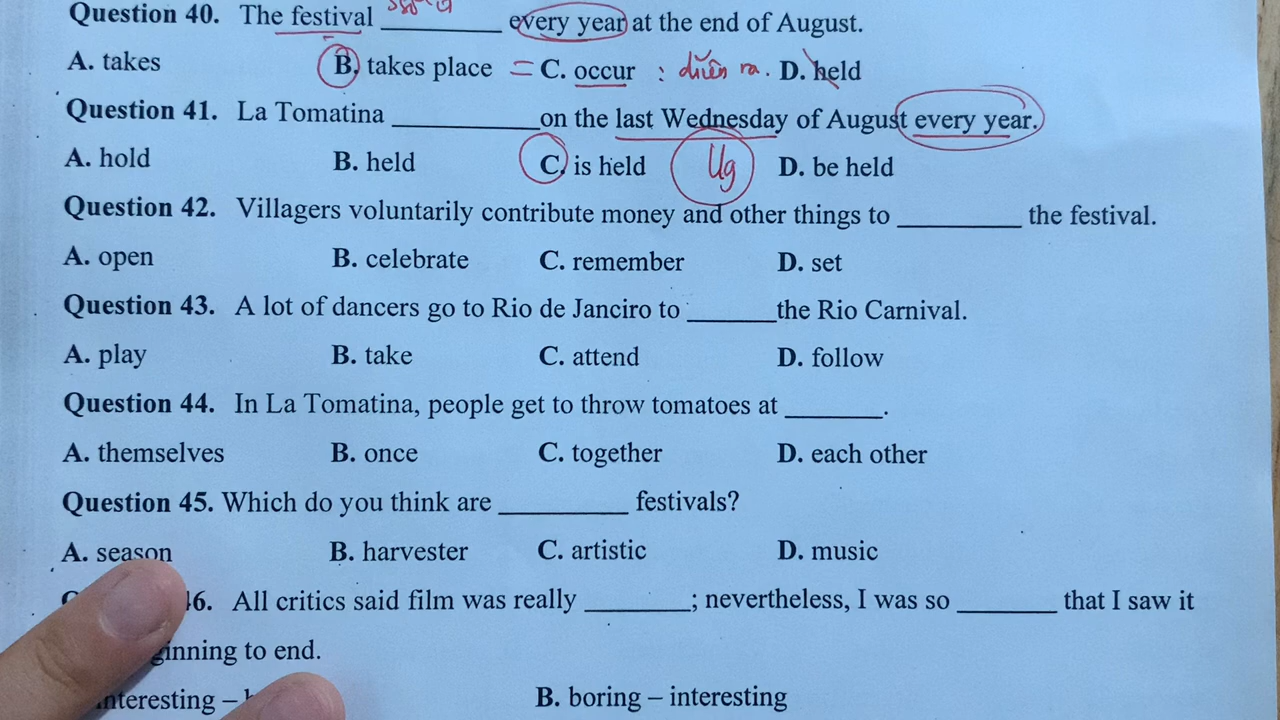 Question 40. The festival __________ every year at the end of August.
A. takes B. takes place = C. occur : diễn ra. D. held
Question 41. La Tomatina __________ on the last Wednesday of August every year.
A. hold B. held C. is held Ug D. be held
Question 42. Villagers voluntarily contribute money and other things to _________ the festival.
A. open B. celebrate C. remember D. set
Question 43. A lot of dancers go to Rio de Janciro to ______ the Rio Carnival.
A. play B. take C. attend D. follow
Question 44. In La Tomatina, people get to throw tomatoes at _______.
A. themselves B. once C. together D. each other
Question 45. Which do you think are _________ festivals?
A. season B. harvester C. artistic D. music
46. All critics said film was really ________; nevertheless, I was so _______ that I saw it
ginning to end.
nteresting – B. boring – interesting